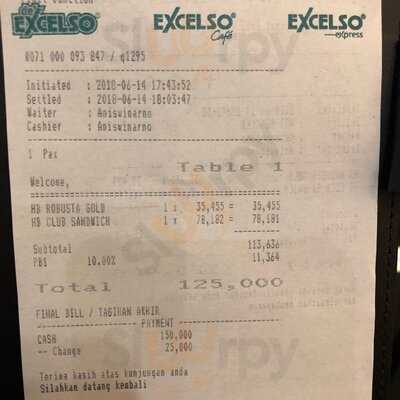 EXCELSO EXCELSO Café EXCELSO express
0071 000 093 847 / q1295
Initiated : 2018-06-14 17:43:52
Settled : 2018-06-14 18:03:47
Waiter : Aniswinarno
Cashier : Aniswinarno
1 Pax
Table 1
Welcome,
HB ROBUSTA GOLD 1 x 35,455 = 35,455
HB CLUB SANDWICH 1 x 78,182 = 78,181
Subtotal 113,636
PB1 10.00% 11,364
Total 125,000
FINAL BILL / TAGIHAN AKHIR
PAYMENT
CASH 150,000
-- Change 25,000
Terima kasih atas kunjungan anda
Silahkan datang kembali